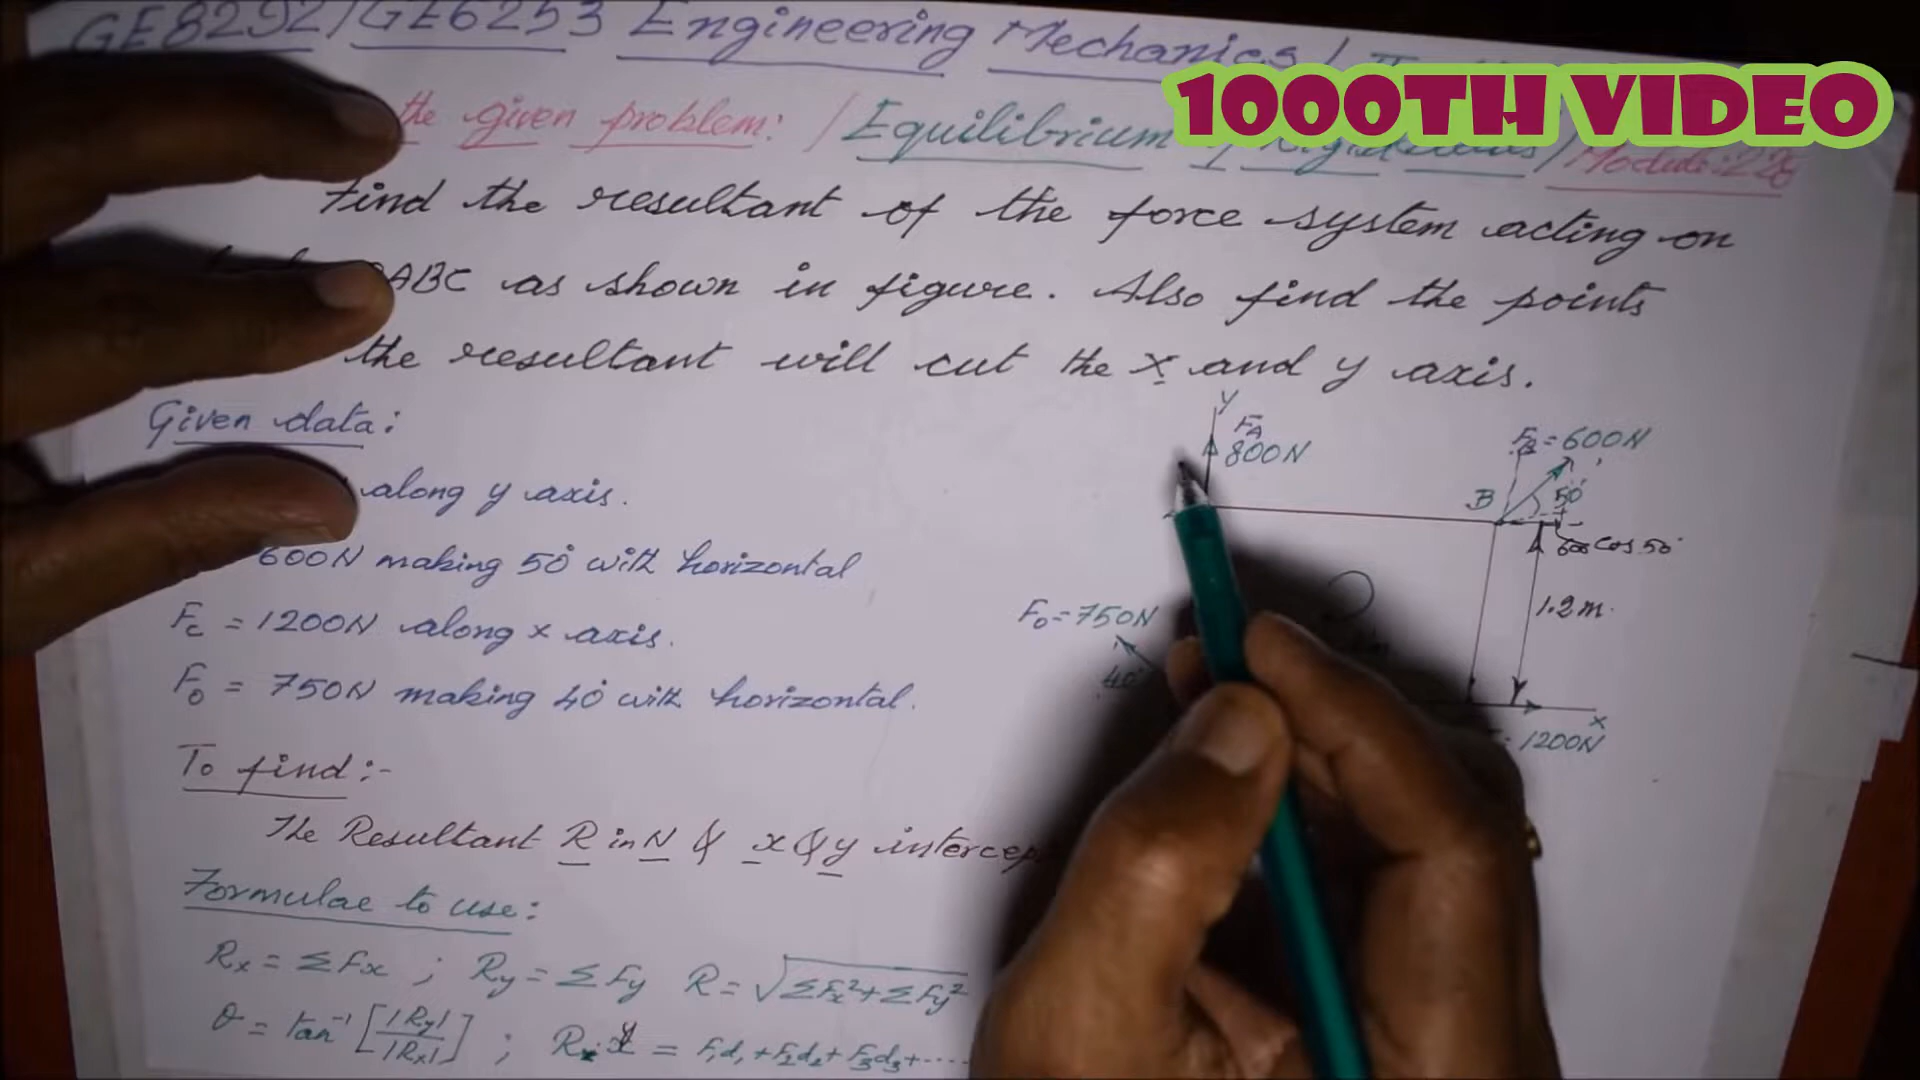 GE8292/GE6253 Engineering Mechanics /
1000TH VIDEO
the given problem: / Equilibrium / Module:226
Find the resultant of the force system acting on
ABC as shown in figure. Also find the points
the resultant will cut the x and y axis.
Given data:
along y axis.
600N making 50° with horizontal
Fc = 1200N along x axis.
Fo = 750N making 40° with horizontal.
To find:-
The Resultant R in N & x & y
Formulae to use:
Rx = ΣFx ; Ry = ΣFy R = √ΣFx²+ΣFy²
θ = tan⁻¹ [|Ry|/|Rx|] ; = F1d1+F2d2+F3d3+.....
y
FA
800N
FB=600N
B
50°
600 cos 50°
1.2m.
Fo=750N
40°
x
1200N